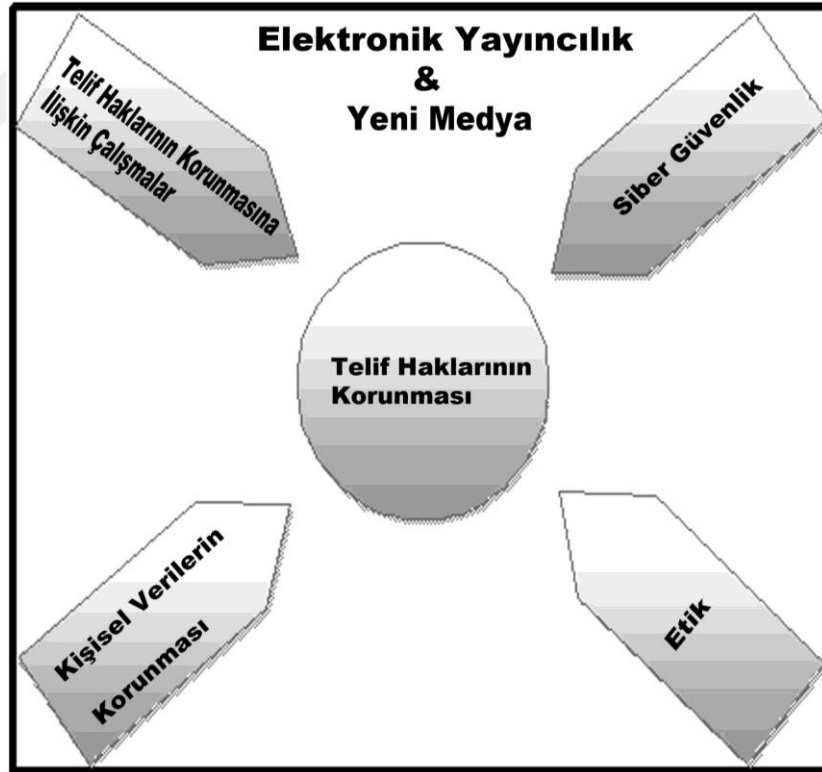 Elektronik Yayıncılık
&
Yeni Medya
Telif Haklarının Korunmasına
İlişkin Çalışmalar
Siber Güvenlik
Telif Haklarının
Korunması
Kişisel Verilerin
Korunması
Etik